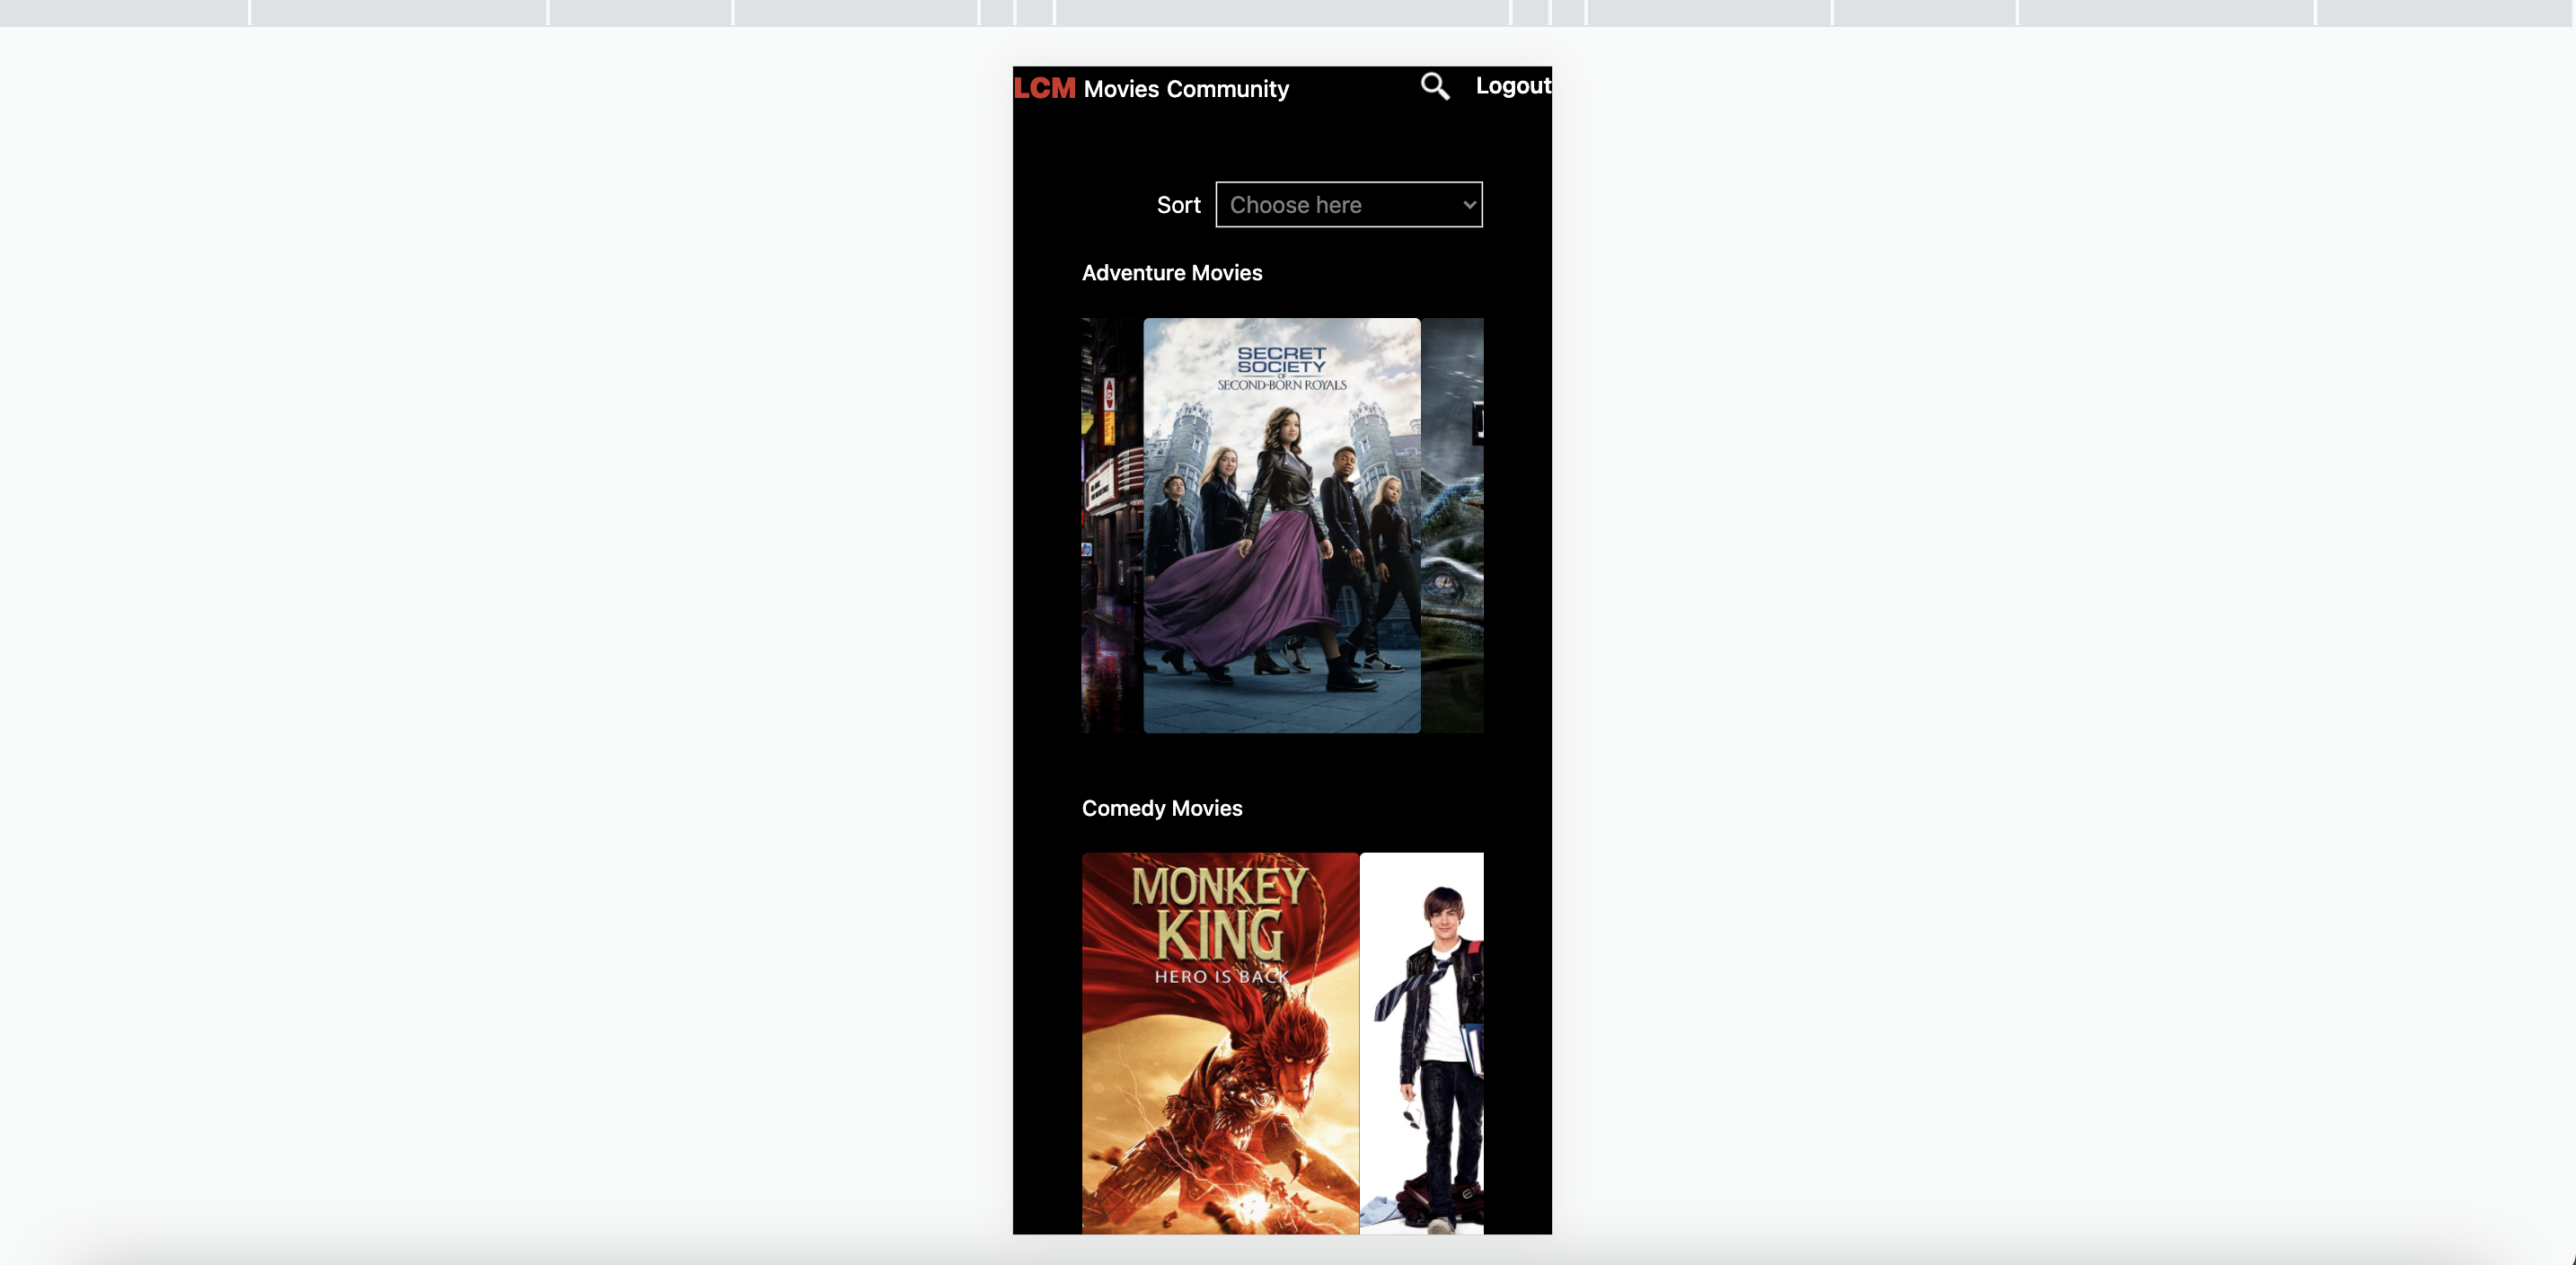 LCM Movies Community
Logout
Sort
Choose here
Adventure Movies
SECRET
SOCIETY
OF
SECOND-BORN ROYALS
Comedy Movies
MONKEY
KING
HERO IS BACK